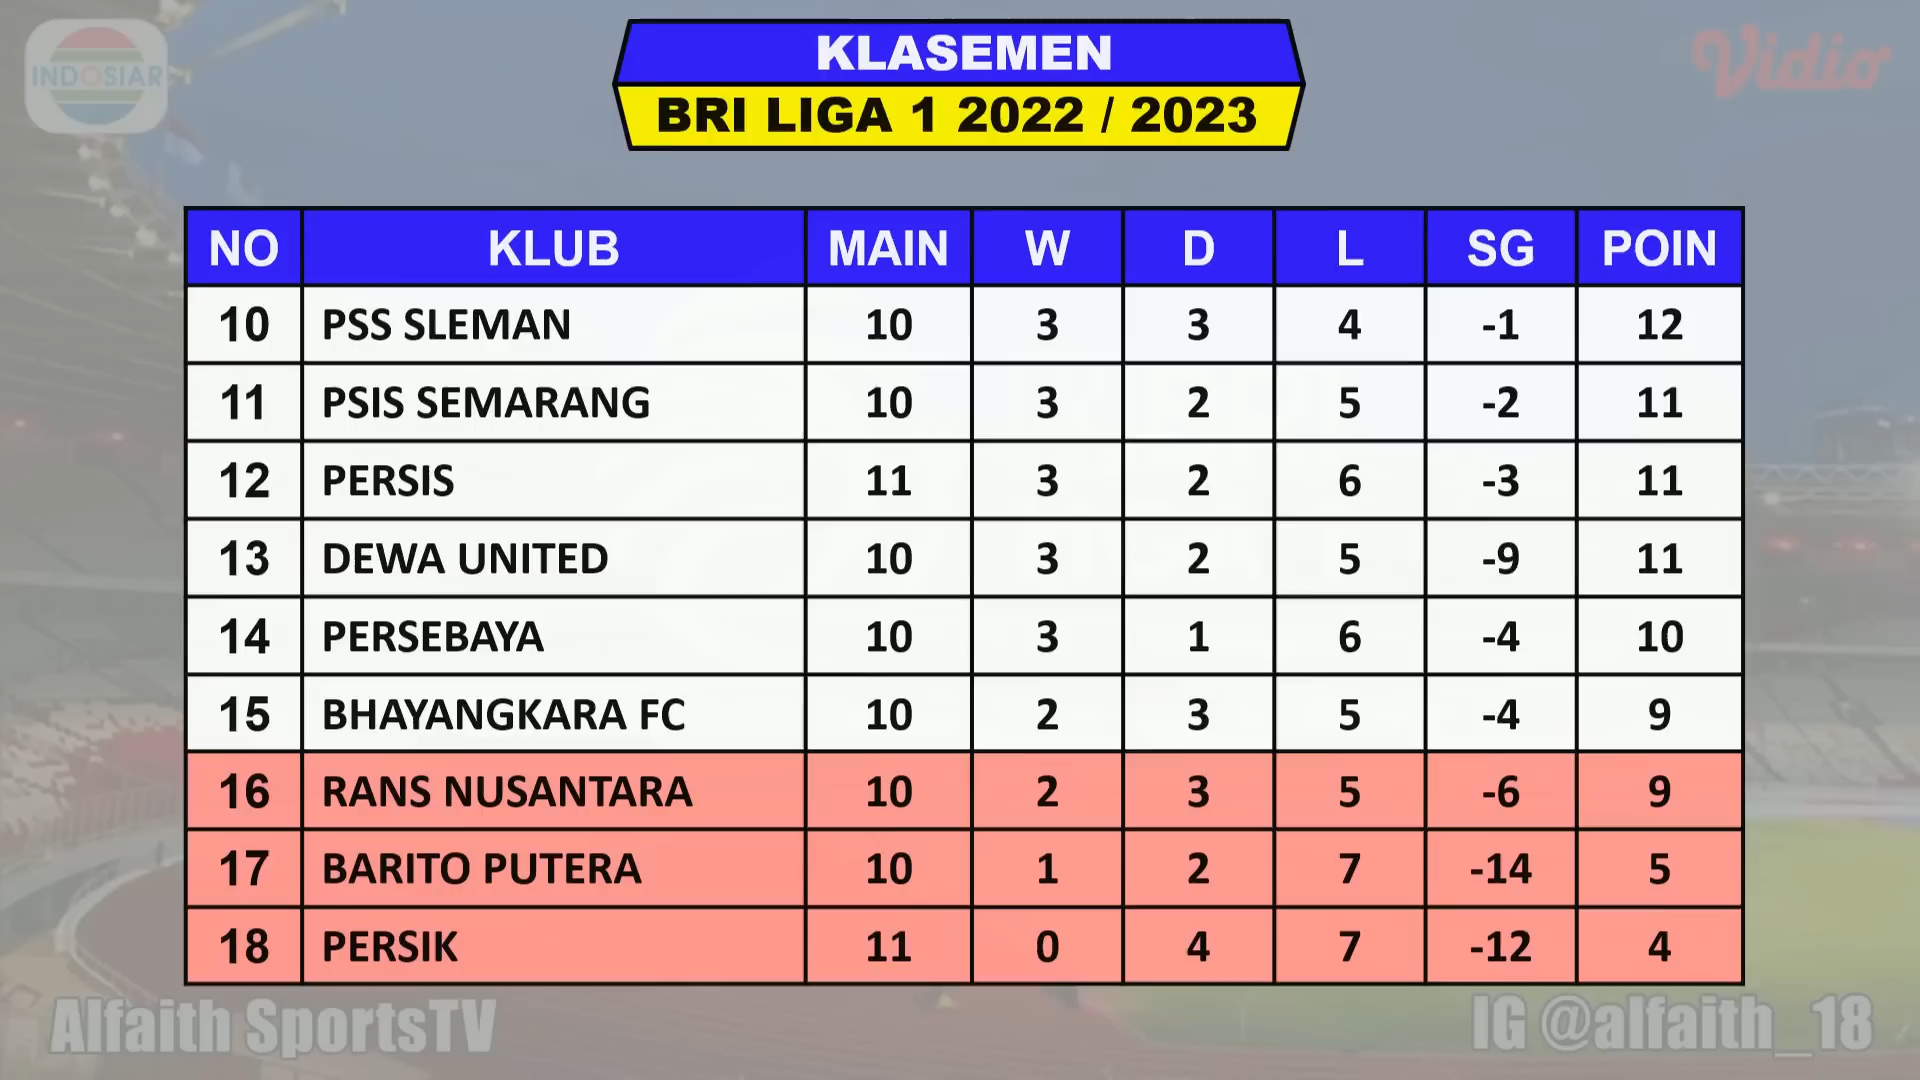 INDOSIAR
Vidio
KLASEMEN
BRI LIGA 1 2022 / 2023
NO KLUB MAIN W D L SG POIN
10 PSS SLEMAN 10 3 3 4 -1 12
11 PSIS SEMARANG 10 3 2 5 -2 11
12 PERSIS 11 3 2 6 -3 11
13 DEWA UNITED 10 3 2 5 -9 11
14 PERSEBAYA 10 3 1 6 -4 10
15 BHAYANGKARA FC 10 2 3 5 -4 9
16 RANS NUSANTARA 10 2 3 5 -6 9
17 BARITO PUTERA 10 1 2 7 -14 5
18 PERSIK 11 0 4 7 -12 4
Alfaith SportsTV
IG @alfaith_18